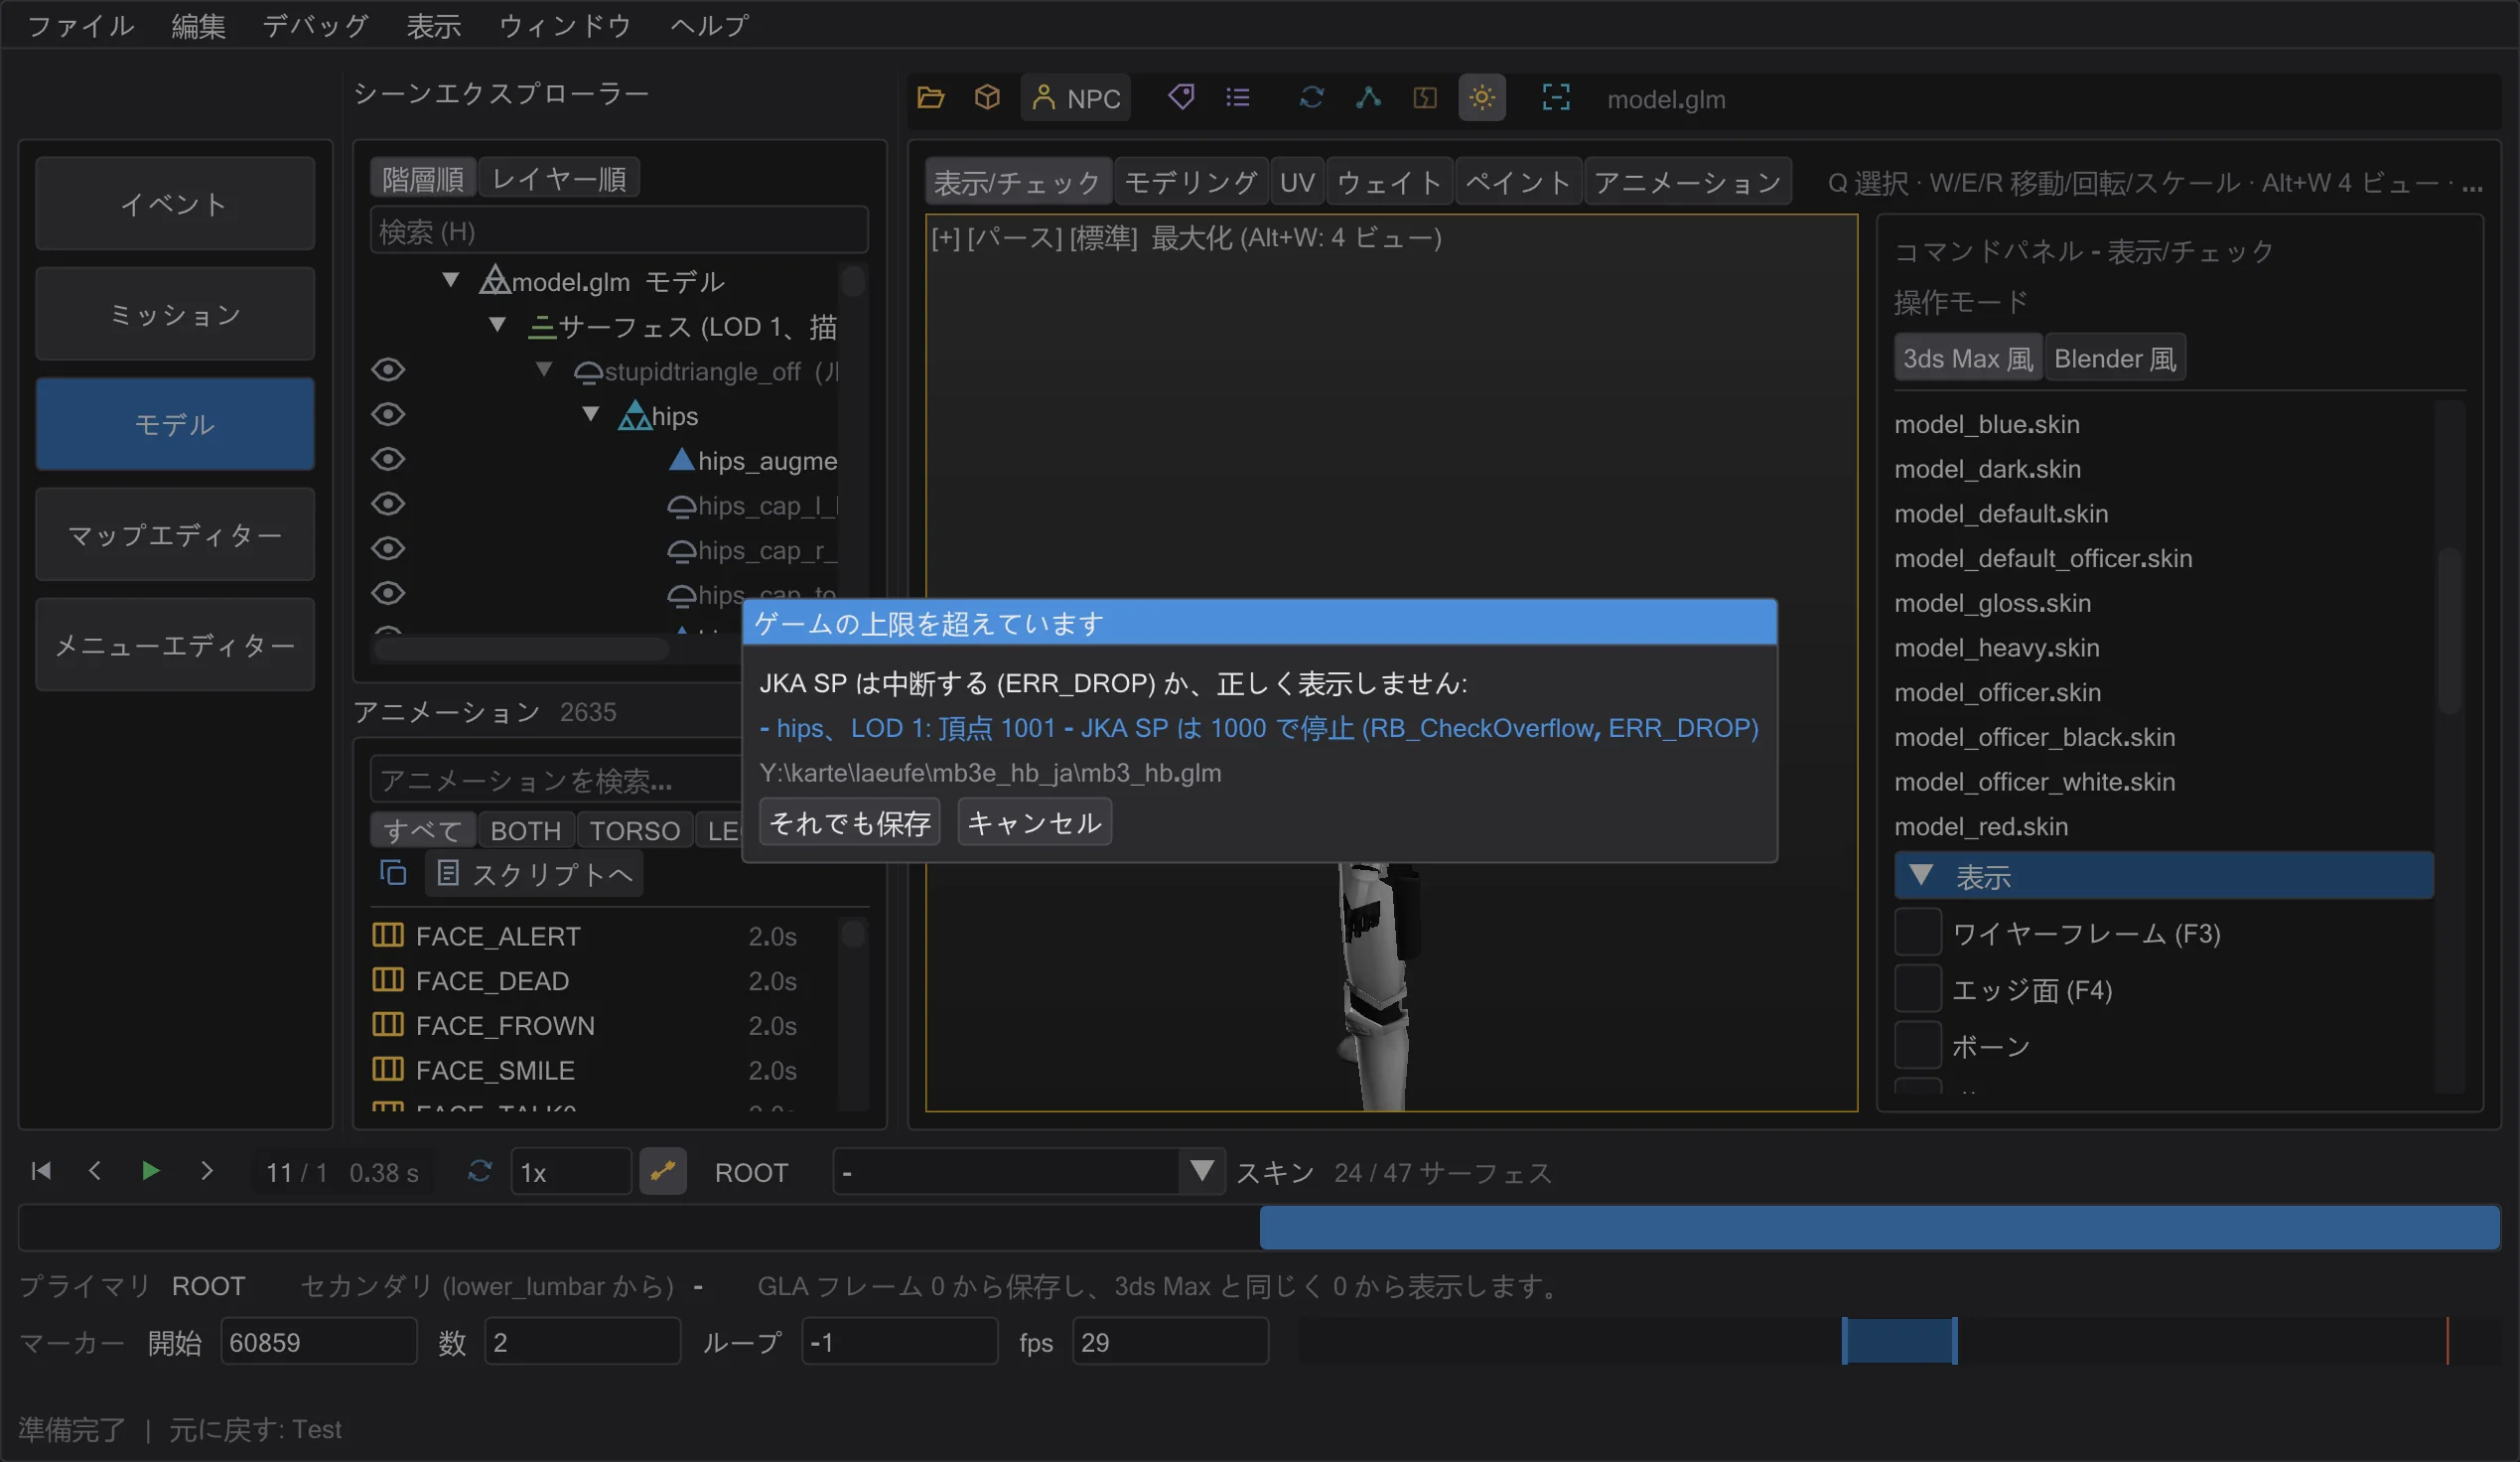 ファイル 編集 デバッグ 表示 ウィンドウ ヘルプ
イベント
ミッション
モデル
マップエディター
メニューエディター
シーンエクスプローラー
階層順 レイヤー順
検索 (H)
model.glm モデル
サーフェス (LOD 1、描
stupidtriangle_off
hips
hips_augme
hips_cap_l_
hips_cap_r_
hips_cap_to
アニメーション 2635
アニメーションを検索...
すべて BOTH TORSO
スクリプトへ
FACE_ALERT 2.0s
FACE_DEAD 2.0s
FACE_FROWN 2.0s
FACE_SMILE 2.0s
NPC model.glm
表示/チェック モデリング UV ウェイト ペイント アニメーション Q 選択 · W/E/R 移動/回転/スケール · Alt+W 4 ビュー · ...
[+] [パース] [標準] 最大化 (Alt+W: 4 ビュー)
ゲームの上限を超えています
JKA SP は中断する (ERR_DROP) か、正しく表示しません:
- hips、LOD 1: 頂点 1001 - JKA SP は 1000 で停止 (RB_CheckOverflow, ERR_DROP)
Y:\karte\laeufe\mb3e_hb_ja\mb3_hb.glm
それでも保存 キャンセル
コマンドパネル - 表示/チェック
操作モード
3ds Max 風 Blender 風
model_blue.skin
model_dark.skin
model_default.skin
model_default_officer.skin
model_gloss.skin
model_heavy.skin
model_officer.skin
model_officer_black.skin
model_officer_white.skin
model_red.skin
表示
ワイヤーフレーム (F3)
エッジ面 (F4)
ボーン
11 / 1 0.38 s 1x ROOT - スキン 24 / 47 サーフェス
プライマリ ROOT セカンダリ (lower_lumbar から) - GLA フレーム 0 から保存し、3ds Max と同じく 0 から表示します。
マーカー 開始 60859 数 2 ループ -1 fps 29
準備完了 | 元に戻す: Test